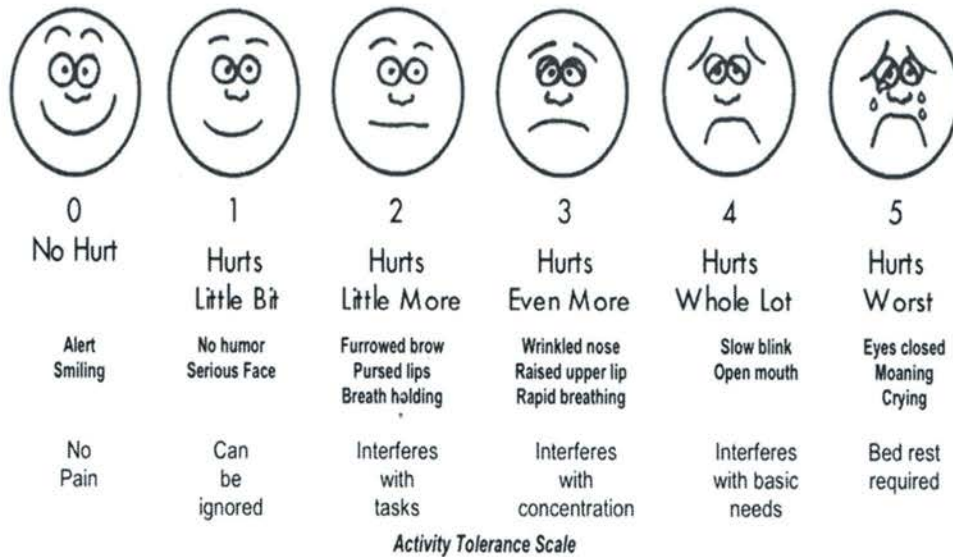 0
No Hurt
1
Hurts
Little Bit
2
Hurts
Little More
3
Hurts
Even More
4
Hurts
Whole Lot
5
Hurts
Worst
Alert
Smiling
No humor
Serious Face
Furrowed brow
Pursed lips
Breath holding
Wrinkled nose
Raised upper lip
Rapid breathing
Slow blink
Open mouth
Eyes closed
Moaning
Crying
No
Pain
Can
be
ignored
Interferes
with
tasks
Interferes
with
concentration
Interferes
with basic
needs
Bed rest
required
Activity Tolerance Scale